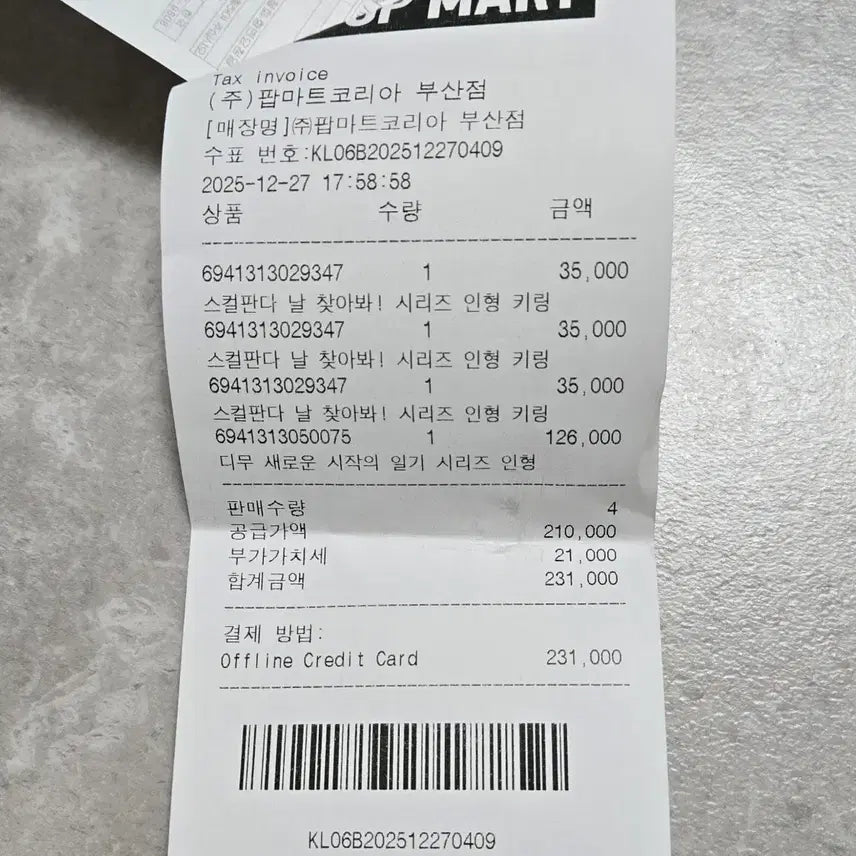 OP MART
Tax invoice
(주)팝마트코리아 부산점
[매장명]㈜팝마트코리아 부산점
수표 번호:KL06B202512270409
2025-12-27 17:58:58
상품 수량 금액
6941313029347 1 35,000
스컬판다 날 찾아봐! 시리즈 인형 키링
6941313029347 1 35,000
스컬판다 날 찾아봐! 시리즈 인형 키링
6941313029347 1 35,000
스컬판다 날 찾아봐! 시리즈 인형 키링
6941313050075 1 126,000
디무 새로운 시작의 일기 시리즈 인형
판매수량 4
공급가액 210,000
부가가치세 21,000
합계금액 231,000
결제 방법:
Offline Credit Card 231,000
KL06B202512270409